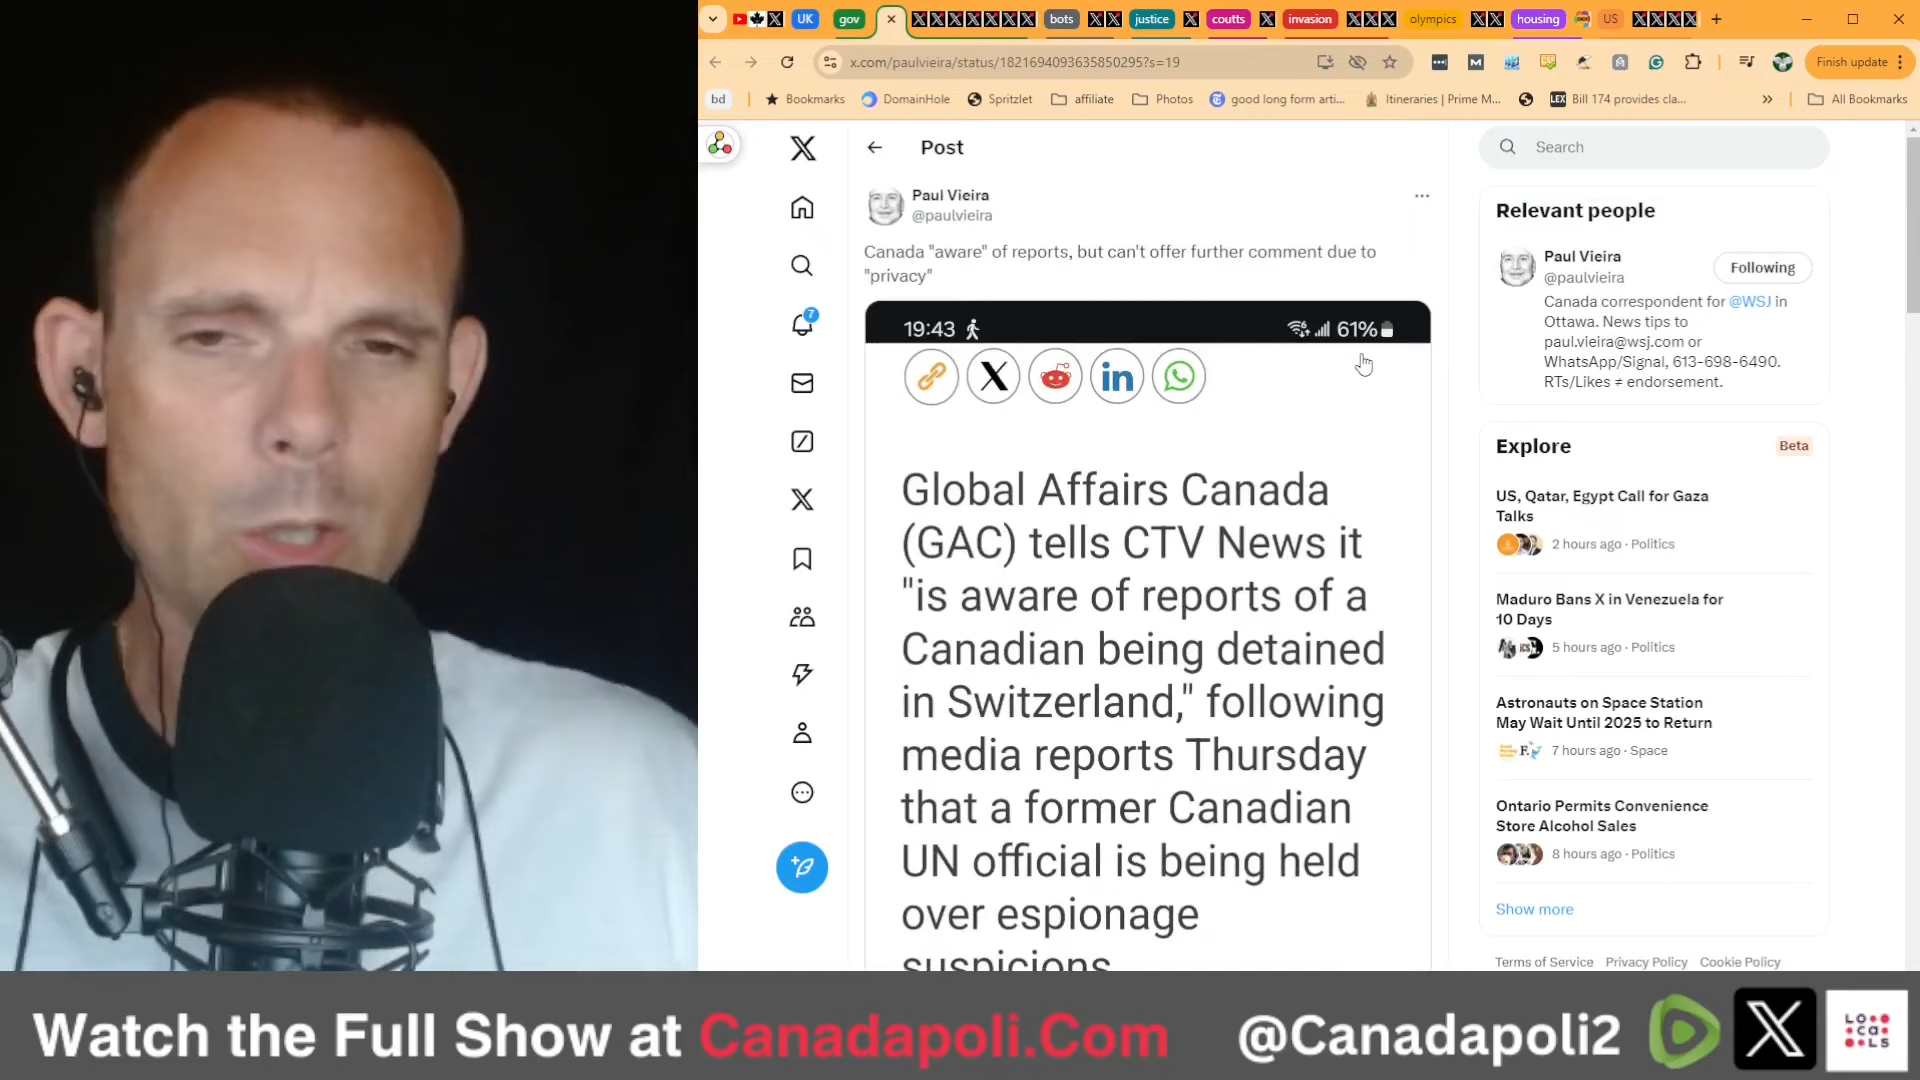 UK
gov
bots
justice
coutts
invasion
olympics
housing
US
x.com/paulvieira/status/1821694093635850295?s=19
Finish update
bd
Bookmarks
DomainHole
Spritzlet
affiliate
Photos
good long form arti...
Itineraries | Prime M...
LEX
Bill 174 provides cla...
All Bookmarks
Post
Paul Vieira
@paulvieira
Canada "aware" of reports, but can't offer further comment due to
"privacy"
19:43
61%
Global Affairs Canada
(GAC) tells CTV News it
"is aware of reports of a
Canadian being detained
in Switzerland," following
media reports Thursday
that a former Canadian
UN official is being held
over espionage
suspicions
7
Search
Relevant people
Paul Vieira
@paulvieira
Following
Canada correspondent for @WSJ in
Ottawa. News tips to
paul.vieira@wsj.com or
WhatsApp/Signal, 613-698-6490.
RTs/Likes ≠ endorsement.
Explore
Beta
US, Qatar, Egypt Call for Gaza
Talks
2 hours ago · Politics
Maduro Bans X in Venezuela for
10 Days
5 hours ago · Politics
Astronauts on Space Station
May Wait Until 2025 to Return
7 hours ago · Space
Ontario Permits Convenience
Store Alcohol Sales
8 hours ago · Politics
Show more
Terms of Service Privacy Policy Cookie Policy
Watch the Full Show at Canadapoli.Com
@Canadapoli2
LO
ca
LS